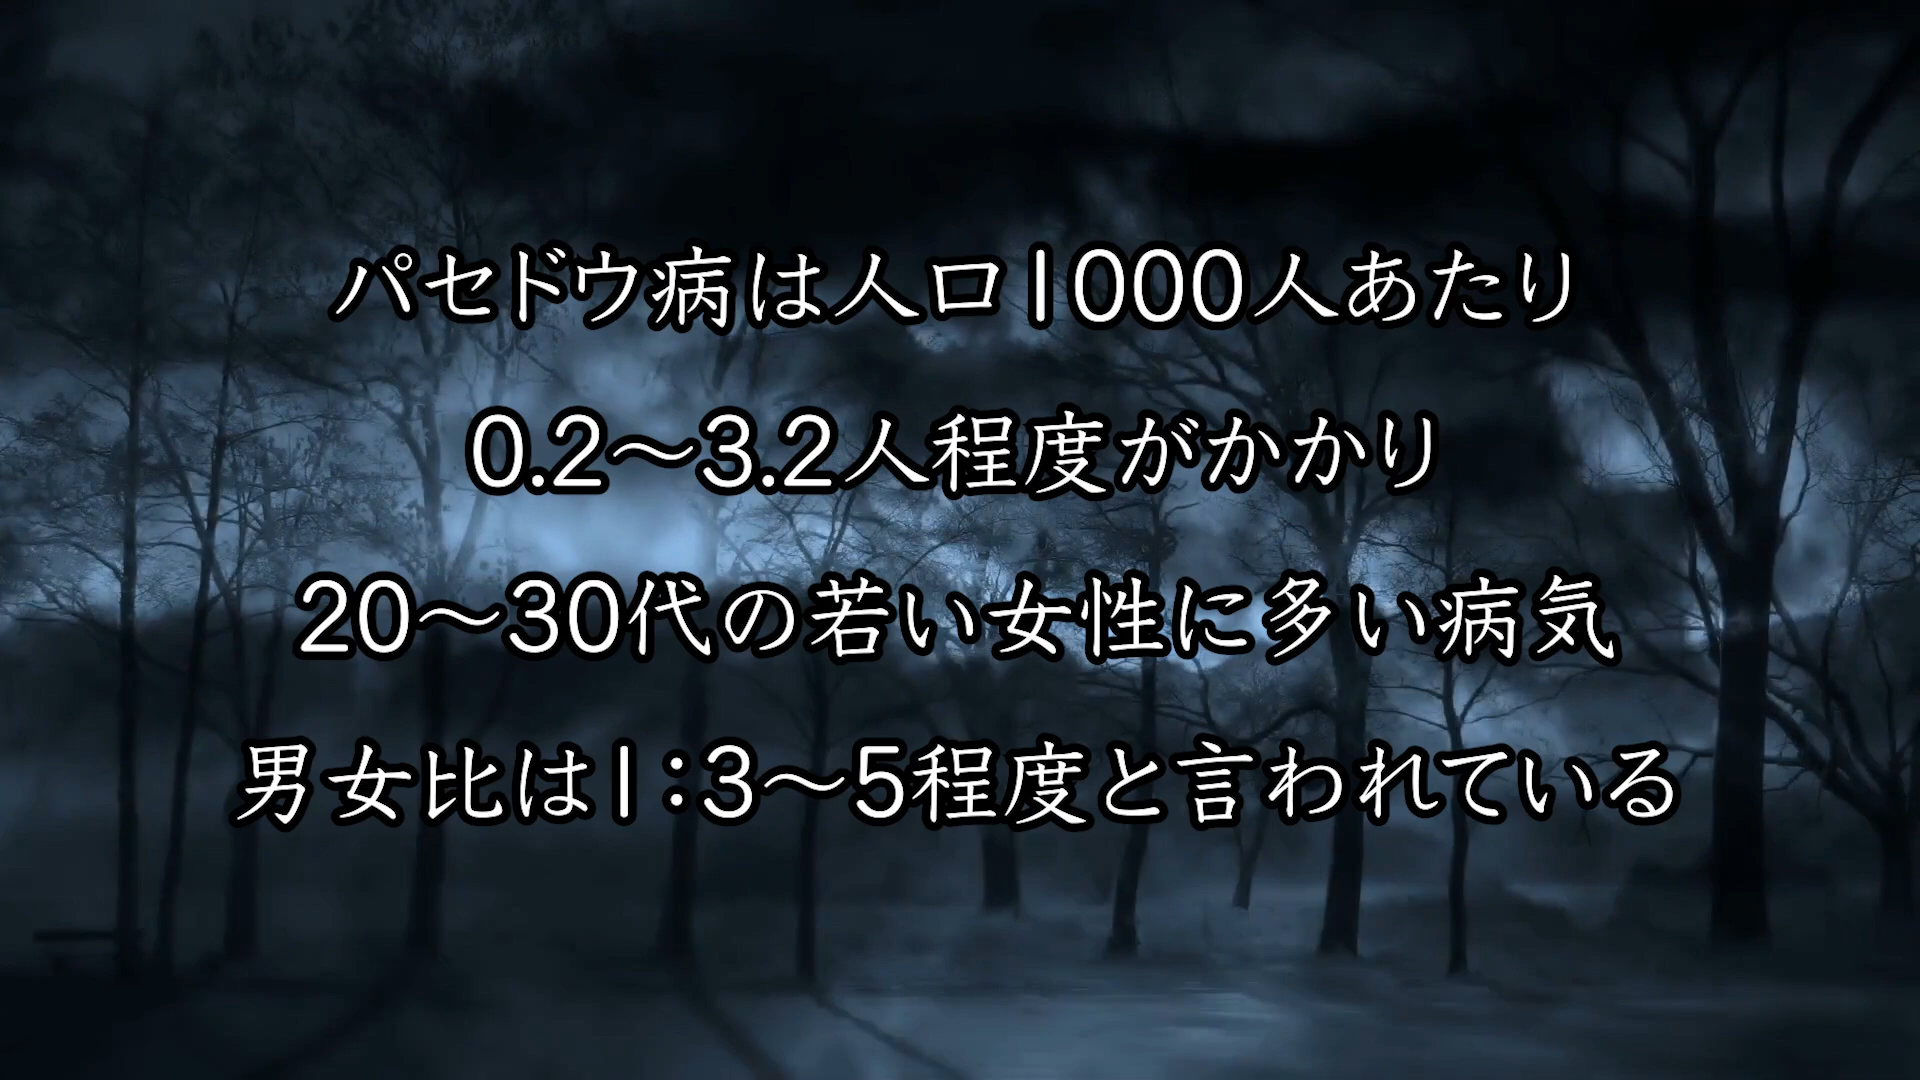 パセドウ病は人口1000人あたり
0.2～3.2人程度がかかり
20～30代の若い女性に多い病気
男女比は1：3～5程度と言われている